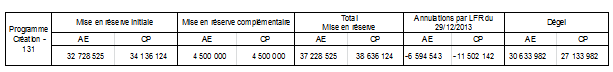 Programme Création - 131
Mise en réserve initiale
Mise en réserve complémentaire
Total Mise en réserve
Annulations par LFR du 29/12/2013
Dégel
AE CP AE CP AE CP AE CP AE CP
32 728 525 34 136 124 4 500 000 4 500 000 37 228 525 38 636 124 -6 594 543 -11 502 142 30 633 982 27 133 982